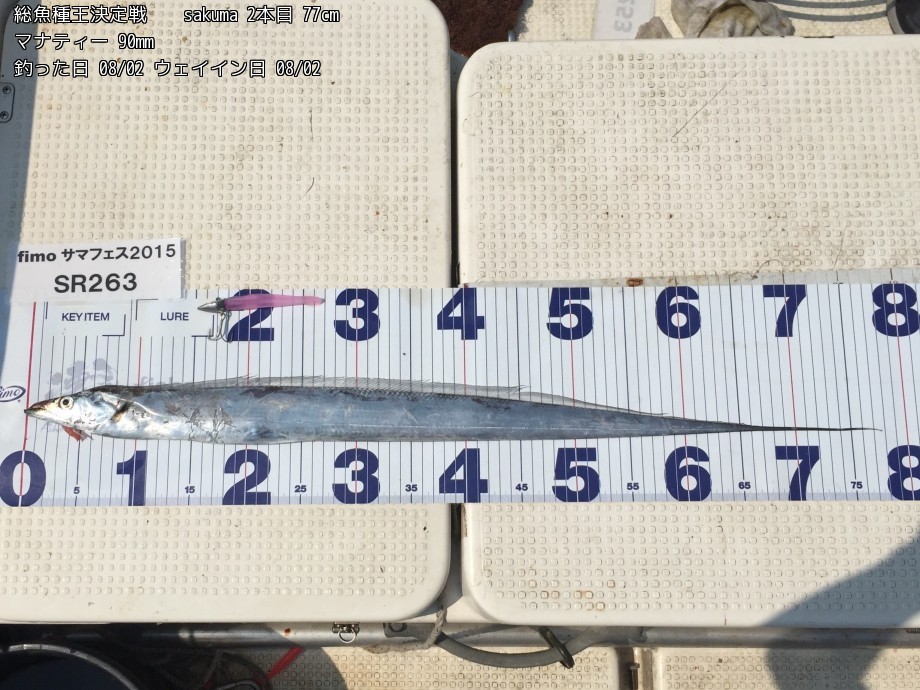 総魚種王決定戦 sakuma 2本目 77cm
マナティー 90mm
釣った日 08/02 ウェイイン日 08/02
fimo サマフェス2015
SR263
KEY ITEM LURE 2 3 4 5 6 7 8
0 5 1 15 2 25 3 35 4 45 5 55 6 65 7 75 8